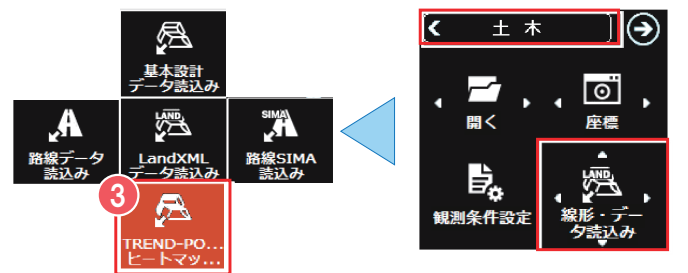 基本設計
データ読込み
路線データ
読込み
LAND
LandXML
データ読込み
SIMA
路線SIMA
読込み
3
TREND-PO...
ヒートマッ...
土木
開く
座標
観測条件設定
LAND
線形・デー
タ読込み